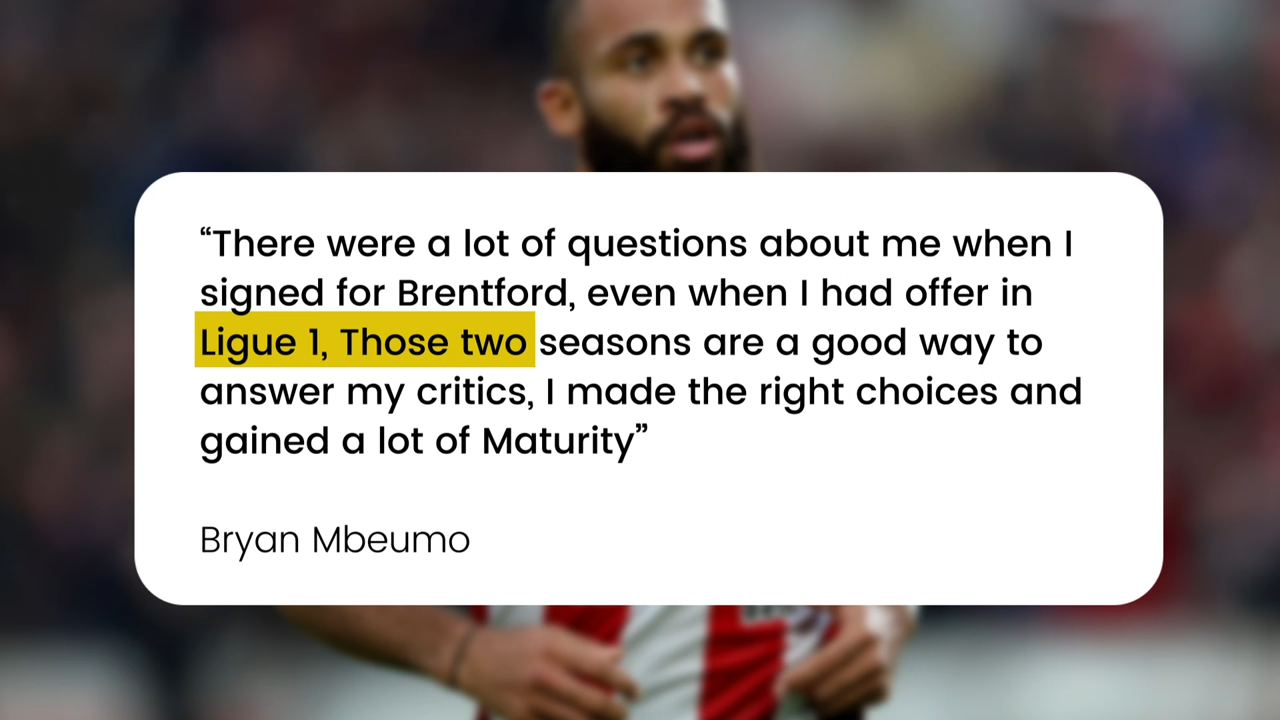 “There were a lot of questions about me when I
signed for Brentford, even when I had offer in
Ligue 1, Those two seasons are a good way to
answer my critics, I made the right choices and
gained a lot of Maturity”
Bryan Mbeumo